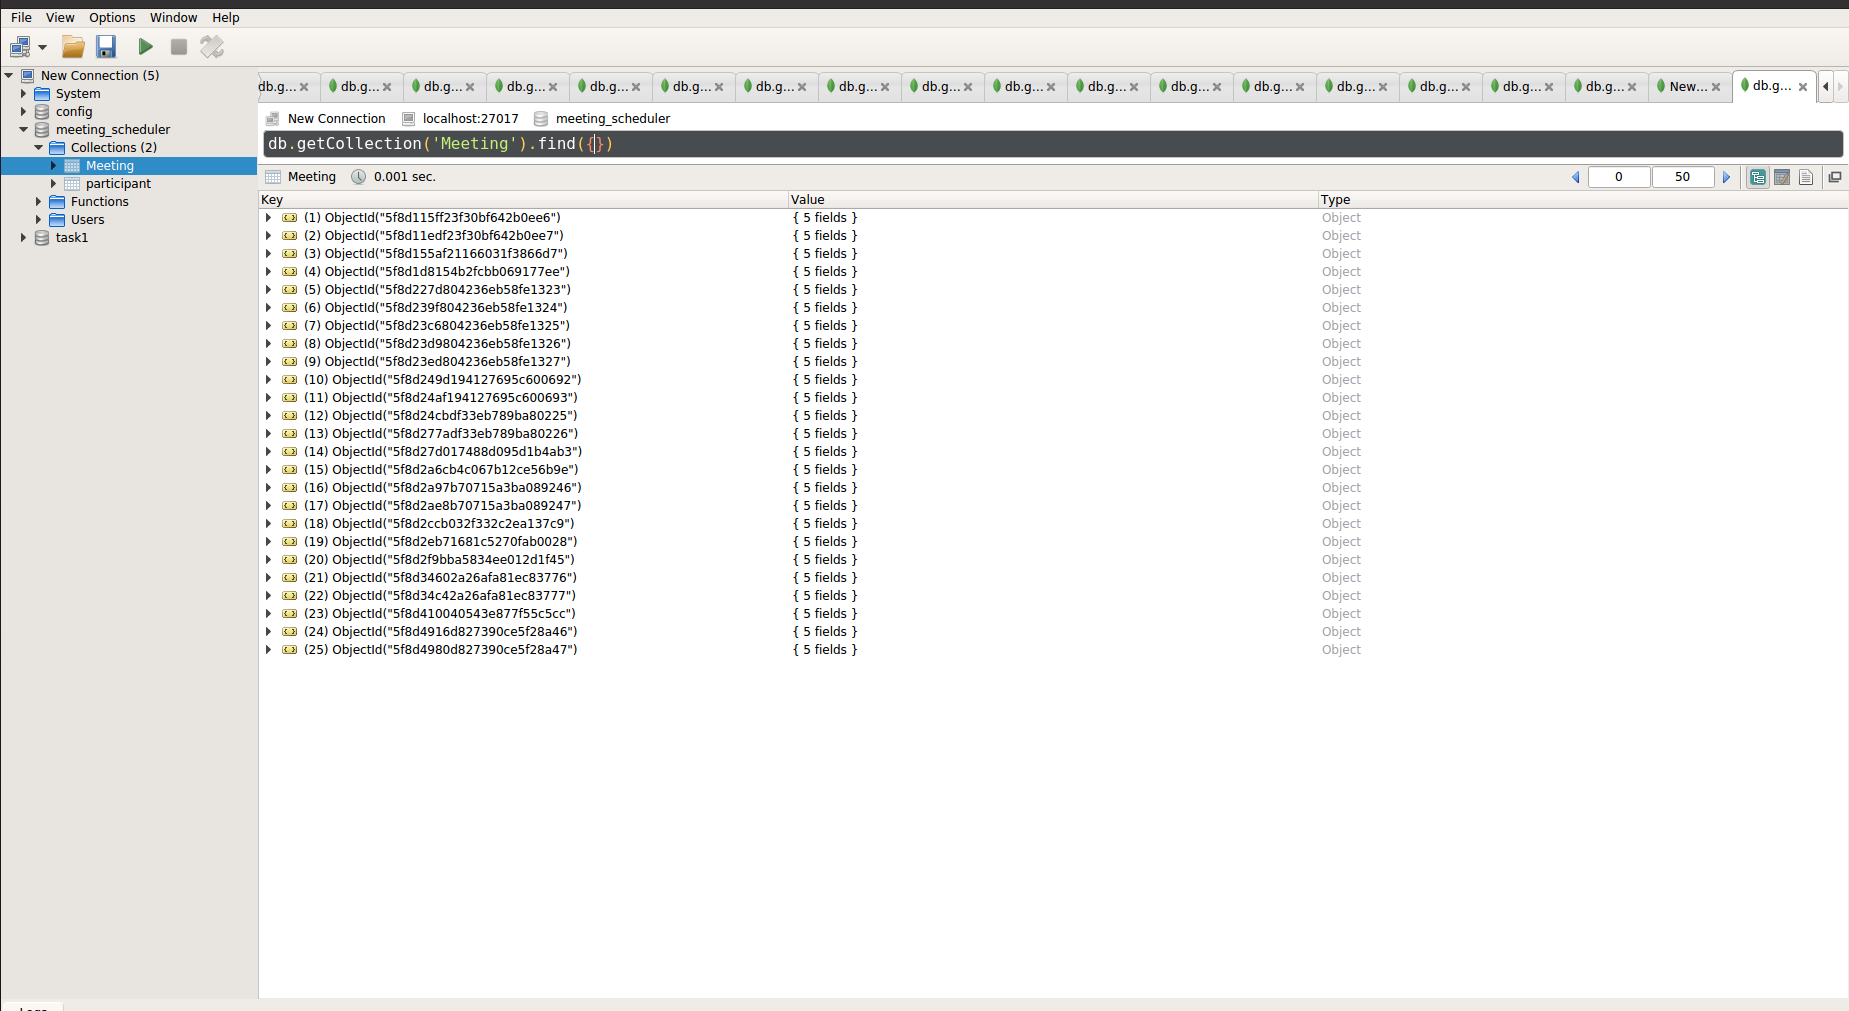 File View Options Window Help
New Connection (5)
System
config
meeting_scheduler
Collections (2)
Meeting
participant
Functions
Users
task1
db.g... db.g... db.g... db.g... db.g... db.g... db.g... db.g... db.g... db.g... db.g... db.g... db.g... db.g... db.g... db.g... db.g... New... db.g...
New Connection localhost:27017 meeting_scheduler
db.getCollection('Meeting').find({})
Meeting 0.001 sec. 0 50
Key Value Type
(1) ObjectId("5f8d115ff23f30bf642b0ee6") { 5 fields } Object
(2) ObjectId("5f8d11edf23f30bf642b0ee7") { 5 fields } Object
(3) ObjectId("5f8d155af21166031f3866d7") { 5 fields } Object
(4) ObjectId("5f8d1d8154b2fcbb069177ee") { 5 fields } Object
(5) ObjectId("5f8d227d804236eb58fe1323") { 5 fields } Object
(6) ObjectId("5f8d239f804236eb58fe1324") { 5 fields } Object
(7) ObjectId("5f8d23c6804236eb58fe1325") { 5 fields } Object
(8) ObjectId("5f8d23d9804236eb58fe1326") { 5 fields } Object
(9) ObjectId("5f8d23ed804236eb58fe1327") { 5 fields } Object
(10) ObjectId("5f8d249d194127695c600692") { 5 fields } Object
(11) ObjectId("5f8d24af194127695c600693") { 5 fields } Object
(12) ObjectId("5f8d24cbdf33eb789ba80225") { 5 fields } Object
(13) ObjectId("5f8d277adf33eb789ba80226") { 5 fields } Object
(14) ObjectId("5f8d27d017488d095d1b4ab3") { 5 fields } Object
(15) ObjectId("5f8d2a6cb4c067b12ce56b9e") { 5 fields } Object
(16) ObjectId("5f8d2a97b70715a3ba089246") { 5 fields } Object
(17) ObjectId("5f8d2ae8b70715a3ba089247") { 5 fields } Object
(18) ObjectId("5f8d2ccb032f332c2ea137c9") { 5 fields } Object
(19) ObjectId("5f8d2eb71681c5270fab0028") { 5 fields } Object
(20) ObjectId("5f8d2f9bba5834ee012d1f45") { 5 fields } Object
(21) ObjectId("5f8d34602a26afa81ec83776") { 5 fields } Object
(22) ObjectId("5f8d34c42a26afa81ec83777") { 5 fields } Object
(23) ObjectId("5f8d410040543e877f55c5cc") { 5 fields } Object
(24) ObjectId("5f8d4916d827390ce5f28a46") { 5 fields } Object
(25) ObjectId("5f8d4980d827390ce5f28a47") { 5 fields } Object